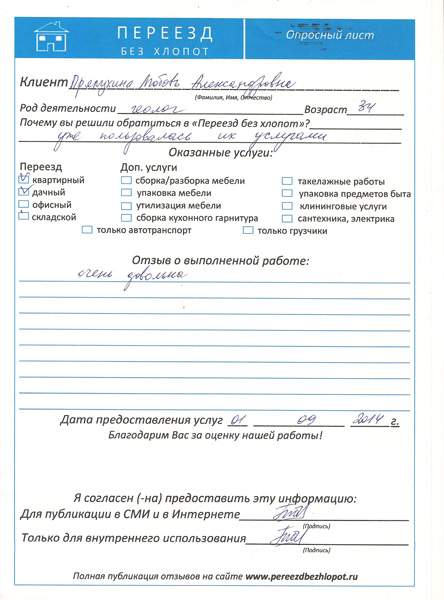 ПЕРЕЕЗД
БЕЗ ХЛОПОТ
Опросный лист
Клиент Любовь Александровна
(Фамилия, Имя, Отчество)
Род деятельности геолог Возраст 34
Почему вы решили обратиться в «Переезд без хлопот»?
уже пользовалась их услугами
Оказанные услуги:
Переезд Доп. услуги
квартирный сборка/разборка мебели такелажные работы
дачный упаковка мебели упаковка предметов быта
офисный утилизация мебели клининговые услуги
складской сборка кухонного гарнитура сантехника, электрика
только автотранспорт только грузчики
Отзыв о выполненной работе:
очень довольна
Дата предоставления услуг 01 09 2014 г.
Благодарим Вас за оценку нашей работы!
Я согласен (-на) предоставить эту информацию:
Для публикации в СМИ и в Интернете
(Подпись)
Только для внутреннего использования
(Подпись)
Полная публикация отзывов на сайте www.pereezdbezhlopot.ru